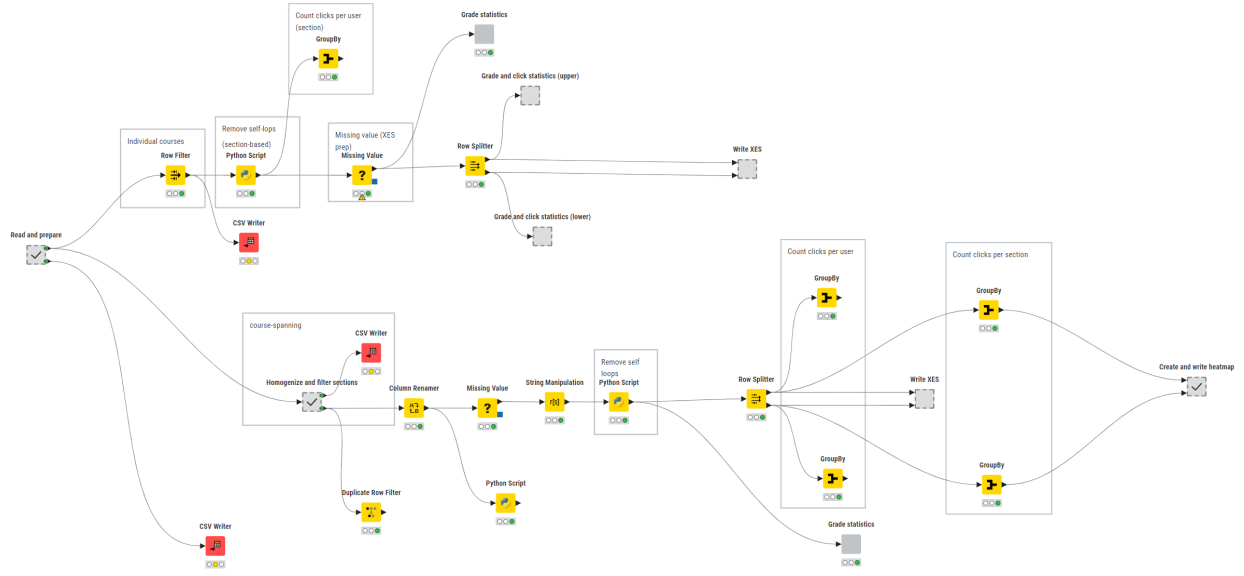 Grade statistics
Count clicks per user
(section)
GroupBy
Grade and click statistics (upper)
Individual courses
Row Filter
Remove self-lops
(section-based)
Python Script
Missing value (XES
prep)
Missing Value
Row Splitter
Write XES
CSV Writer
Grade and click statistics (lower)
Read and prepare
Count clicks per user
GroupBy
Count clicks per section
GroupBy
course-spanning
CSV Writer
Homogenize and filter sections
Column Renamer
Missing Value
String Manipulation
Remove self
loops
Python Script
Row Splitter
Write XES
Create and write heatmap
GroupBy
GroupBy
Duplicate Row Filter
Python Script
CSV Writer
Grade statistics